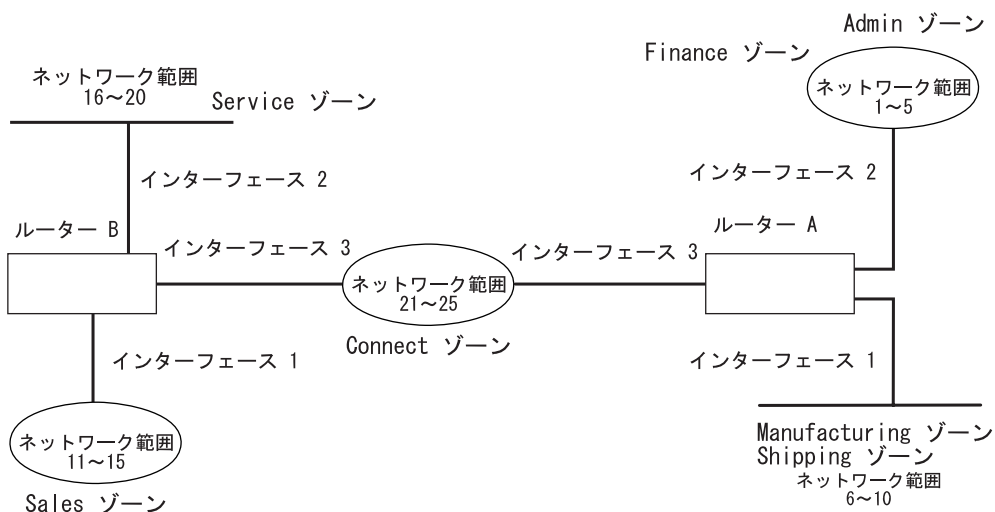 Admin ゾーン
Finance ゾーン
ネットワーク範囲
1〜5
ネットワーク範囲
16〜20
Service ゾーン
インターフェース 2
インターフェース 2
ルーター B
ルーター A
インターフェース 3
インターフェース 3
ネットワーク範囲
21〜25
Connect ゾーン
インターフェース 1
インターフェース 1
ネットワーク範囲
11〜15
Sales ゾーン
Manufacturing ゾーン
Shipping ゾーン
ネットワーク範囲
6〜10